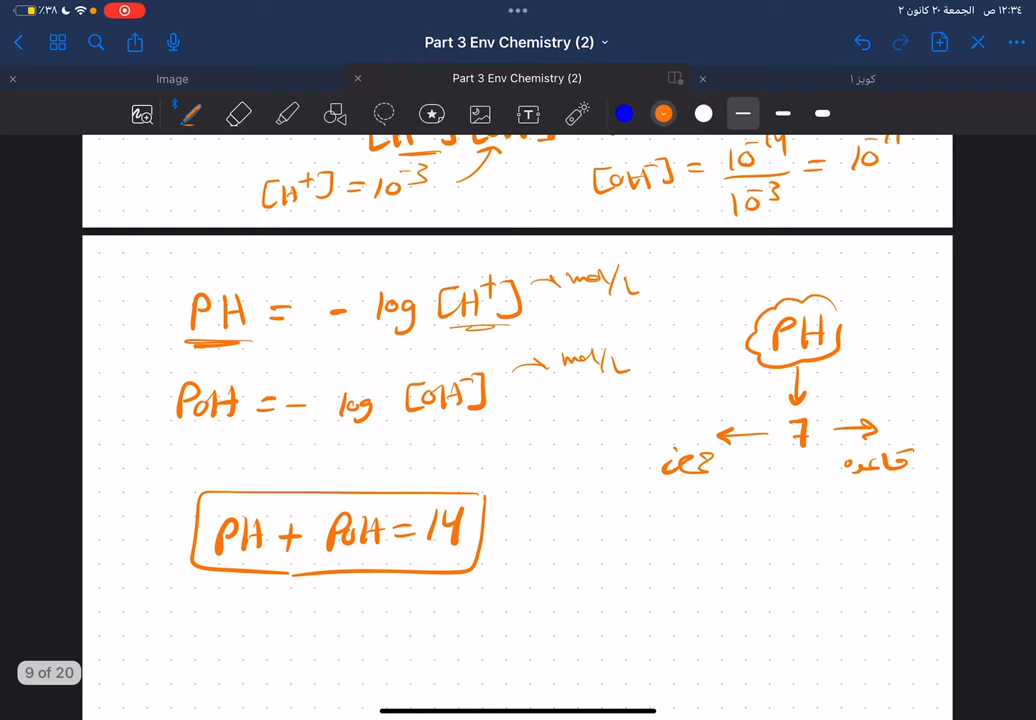 ٪٣٨
١٢:٣٤ ص الجمعة ٢٠ كانون ٢
Part 3 Env Chemistry (2)
Image
Part 3 Env Chemistry (2)
كويز ١
[H⁺] = 10⁻³
[OH⁻] = 10⁻¹⁴ / 10⁻³ = 10⁻¹¹
PH = - log [H⁺] → mol/L
POH = - log [OH⁻] → mol/L
PH + POH = 14
PH
↓
← 7 →
حمض
قاعده
9 of 20